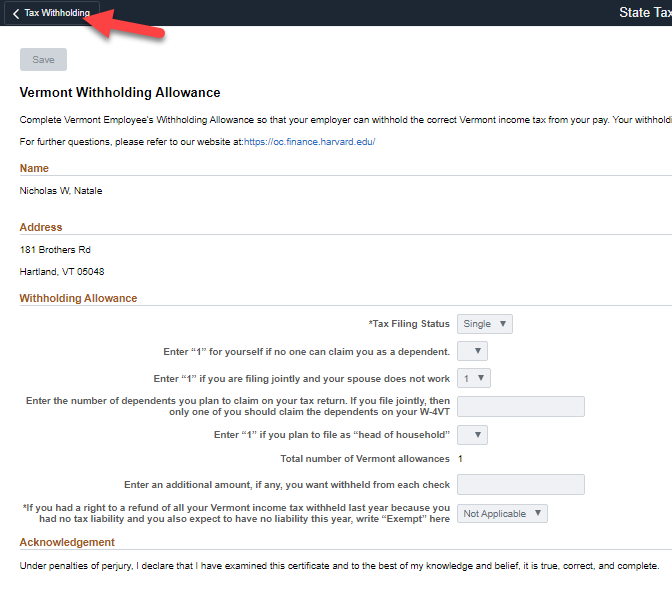 Tax Withholding
State Tax
Save
Vermont Withholding Allowance
Complete Vermont Employee's Withholding Allowance so that your employer can withhold the correct Vermont income tax from your pay. Your withholdi
For further questions, please refer to our website at:https://oc.finance.harvard.edu/
Name
Nicholas W, Natale
Address
181 Brothers Rd
Hartland, VT 05048
Withholding Allowance
*Tax Filing Status Single
Enter “1” for yourself if no one can claim you as a dependent.
Enter “1” if you are filing jointly and your spouse does not work 1
Enter the number of dependents you plan to claim on your tax return. If you file jointly, then
only one of you should claim the dependents on your W-4VT
Enter “1” if you plan to file as “head of household”
Total number of Vermont allowances 1
Enter an additional amount, if any, you want withheld from each check
*If you had a right to a refund of all your Vermont income tax withheld last year because you
had no tax liability and you also expect to have no liability this year, write “Exempt” here Not Applicable
Acknowledgement
Under penalties of perjury, I declare that I have examined this certificate and to the best of my knowledge and belief, it is true, correct, and complete.